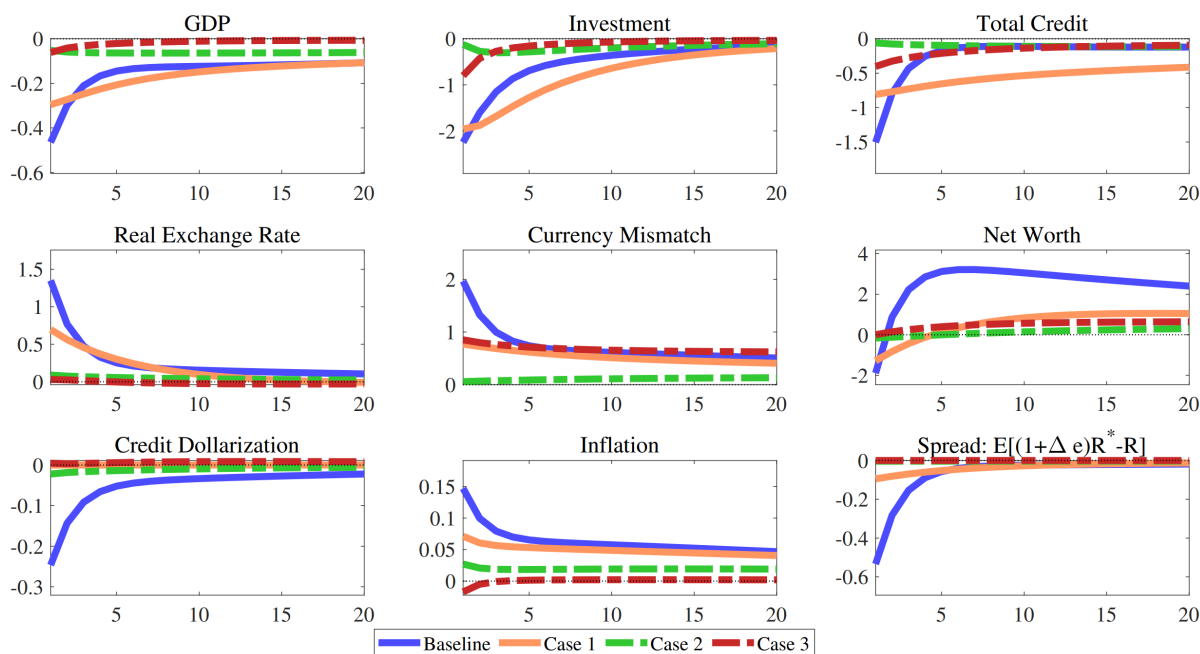 GDP
Investment
Total Credit
0
-0.2
-0.4
-0.6
5 10 15 20
0
-1
-2
5 10 15 20
0
-0.5
-1
-1.5
5 10 15 20
Real Exchange Rate
Currency Mismatch
Net Worth
1.5
1
0.5
0
5 10 15 20
2
1
0
5 10 15 20
4
2
0
-2
5 10 15 20
Credit Dollarization
Inflation
Spread: E[(1+Δ e)R*-R]
0
-0.1
-0.2
-0.3
5 10 15 20
0.15
0.1
0.05
0
5 10 15 20
0
-0.2
-0.4
-0.6
5 10 15 20
Baseline Case 1 Case 2 Case 3